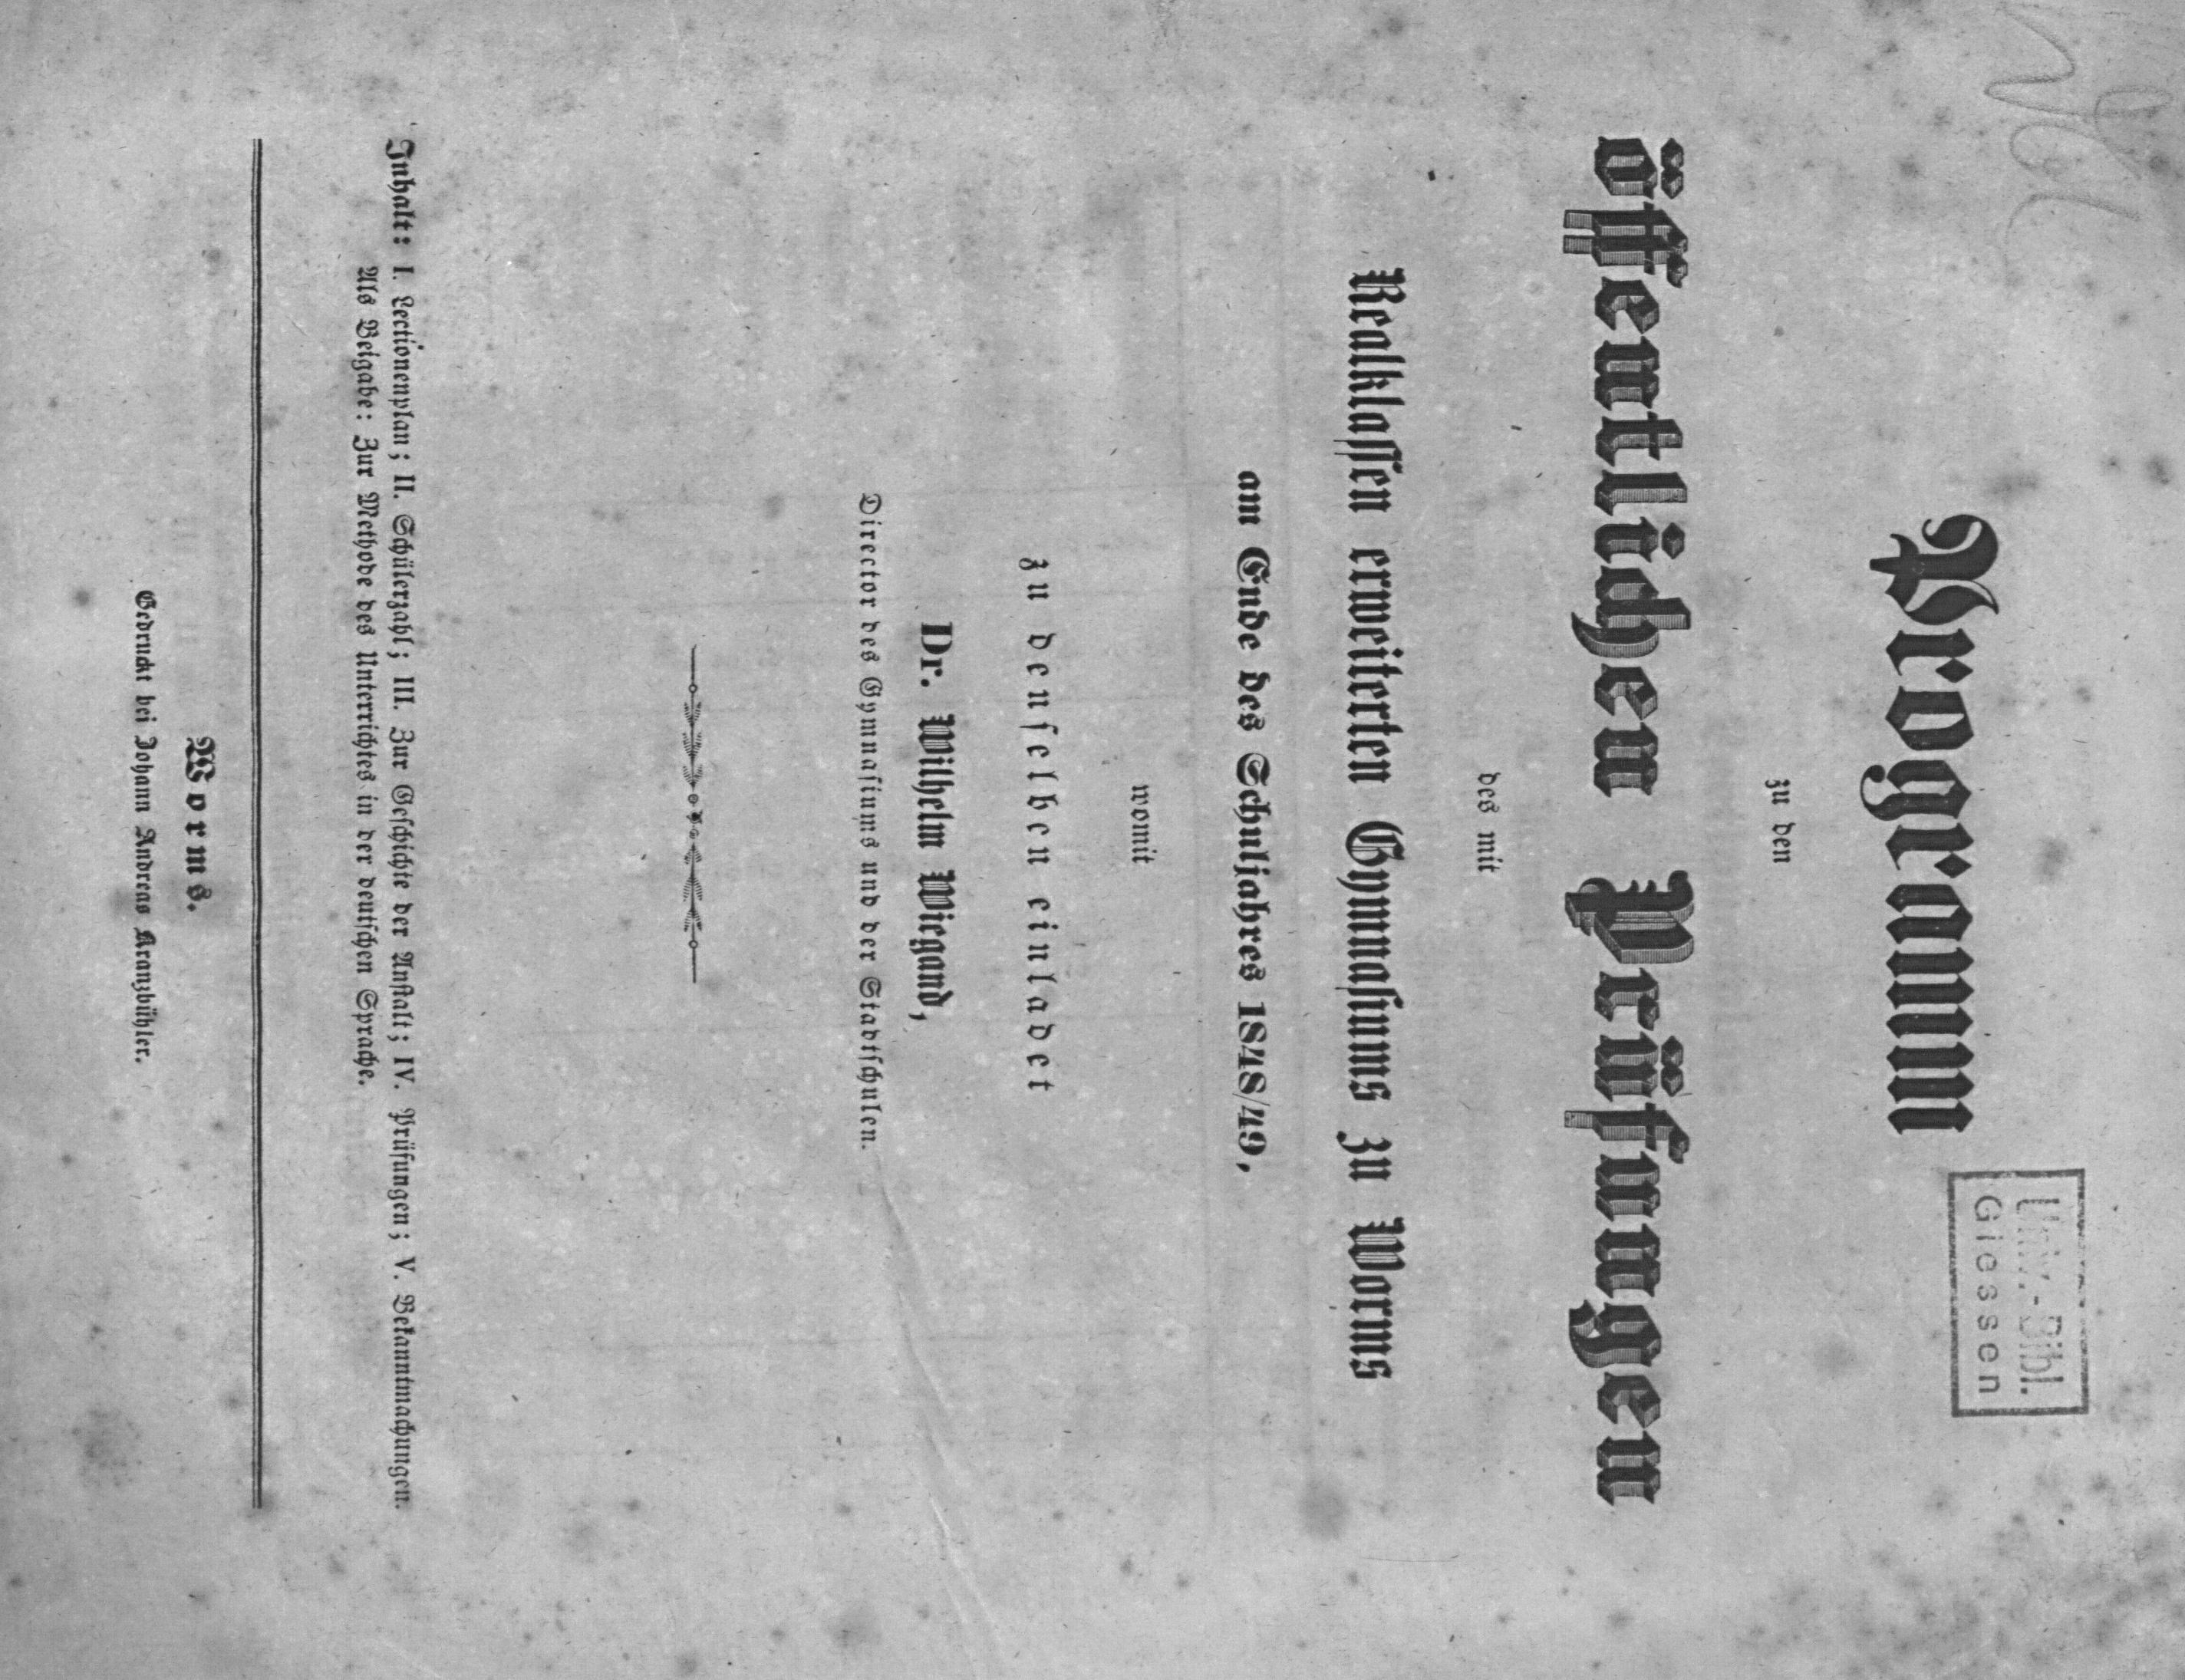 Univ.-Bibl.
Giessen
Programm
zu den
öffentlichen Prüfungen
des mit
Realklassen erweiterten Gymnasiums zu Worms
am Ende des Schuljahres 1848/49,
womit
zu denselben einladet
Dr. Wilhelm Wiegand,
Director des Gymnasiums und der Stadtschulen.
Inhalt: I. Lectionenplan; II. Schülerzahl; III. Zur Geschichte der Anstalt; IV. Prüfungen; V. Bekanntmachungen.
Als Beigabe: Zur Methode des Unterrichtes in der deutschen Sprache.
Worms.
Gedruckt bei Johann Andreas Kranzbühler.